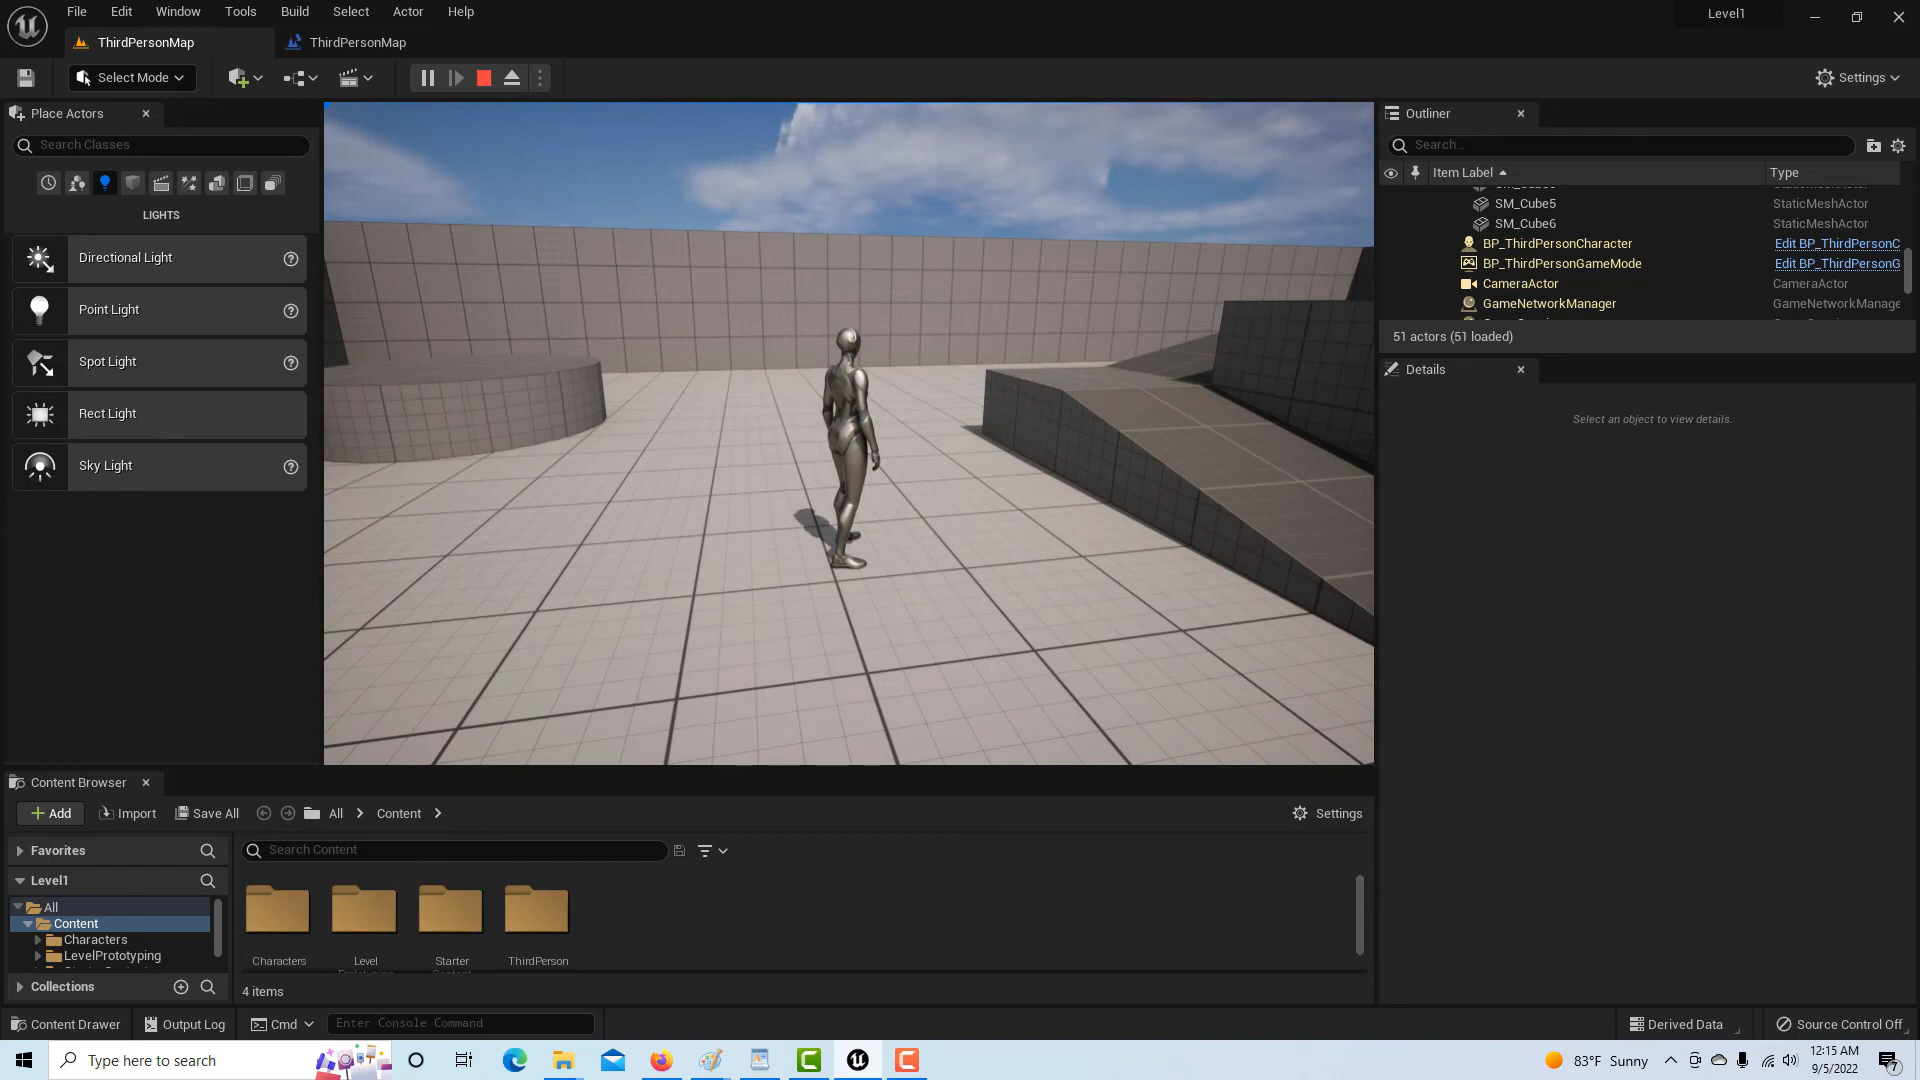 File Edit Window Tools Build Select Actor Help
Level1
ThirdPersonMap
ThirdPersonMap
Select Mode
Settings
Place Actors
Search Classes
LIGHTS
Directional Light
Point Light
Spot Light
Rect Light
Sky Light
Outliner
Search...
Item Label Type
SM_Cube5 StaticMeshActor
SM_Cube6 StaticMeshActor
BP_ThirdPersonCharacter Edit BP_ThirdPersonC
BP_ThirdPersonGameMode Edit BP_ThirdPersonG
CameraActor CameraActor
GameNetworkManager GameNetworkManage
51 actors (51 loaded)
Details
Select an object to view details.
Content Browser
Add Import Save All All Content Settings
Favorites
Search Content
Level1
All
Content
Characters
LevelPrototyping
Characters
Level
Starter
ThirdPerson
Collections
4 items
Content Drawer Output Log Cmd Enter Console Command Derived Data Source Control Off
Type here to search
83°F Sunny
12:15 AM
9/5/2022
7